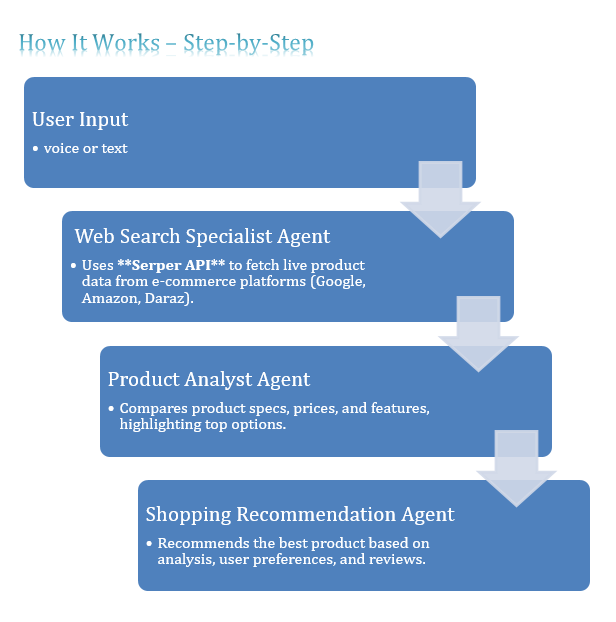 How It Works – Step-by-Step
User Input
• voice or text
Web Search Specialist Agent
• Uses **Serper API** to fetch live product
data from e-commerce platforms (Google,
Amazon, Daraz).
Product Analyst Agent
• Compares product specs, prices, and features,
highlighting top options.
Shopping Recommendation Agent
• Recommends the best product based on
analysis, user preferences, and reviews.